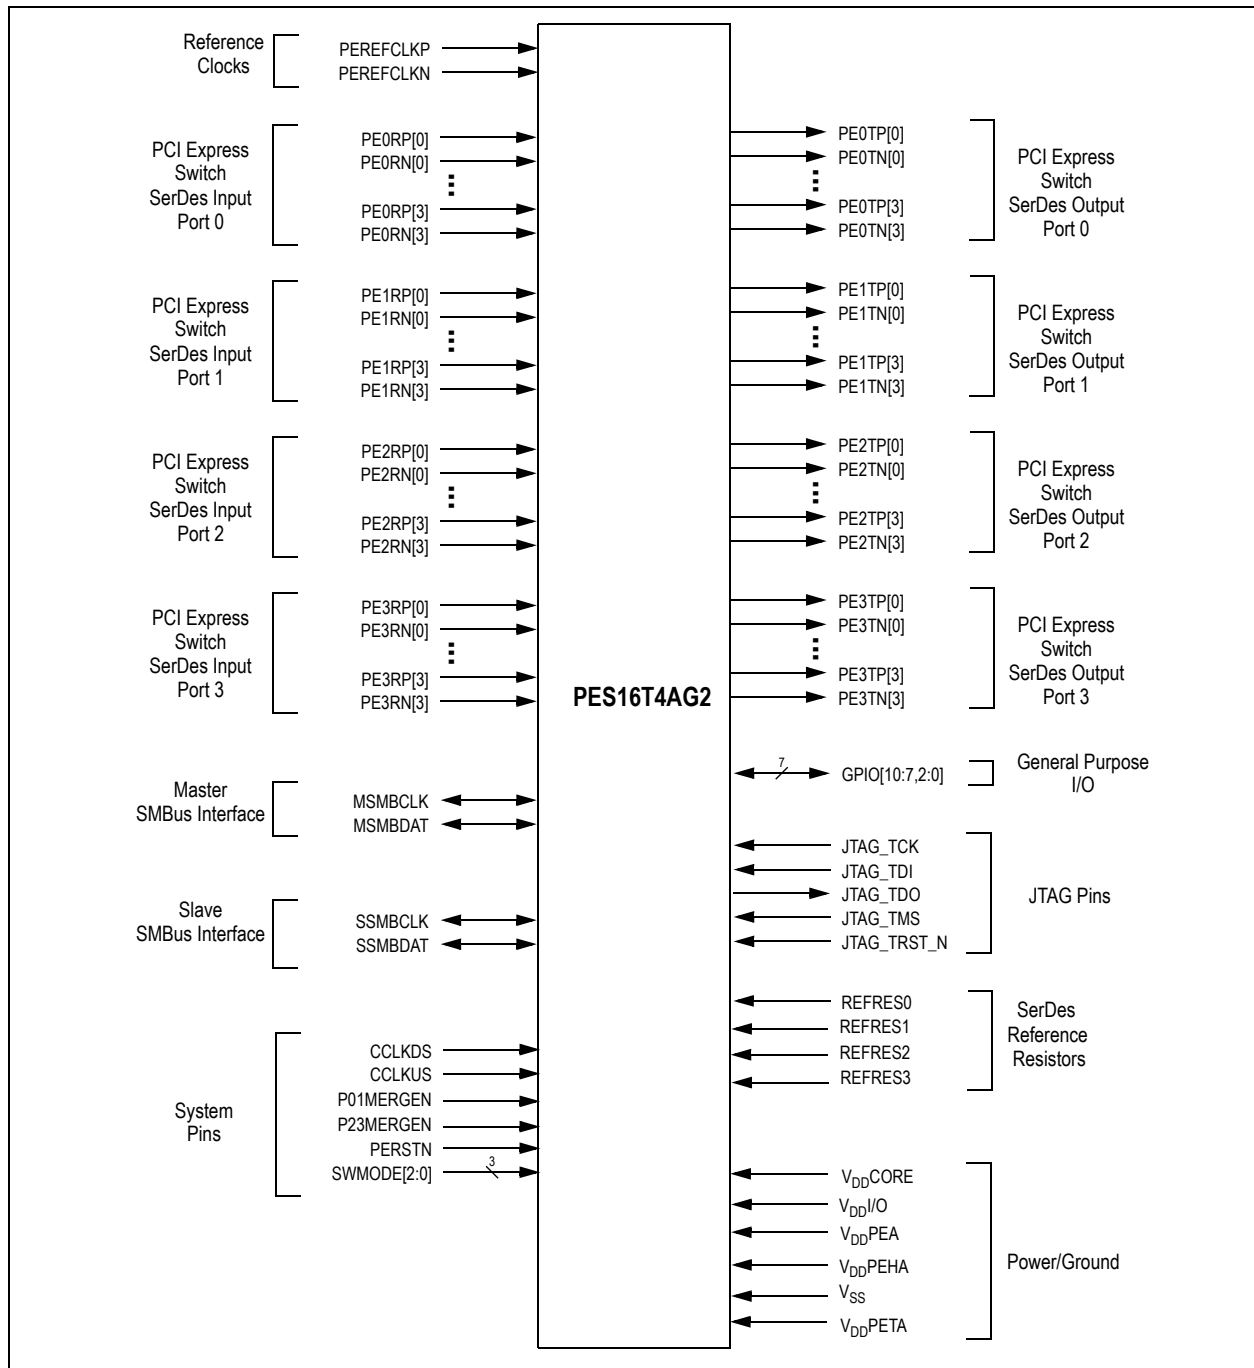 Reference
Clocks
PEREFCLKP
PEREFCLKN
PCI Express
Switch
SerDes Input
Port 0
PE0RP[0]
PE0RN[0]
PE0RP[3]
PE0RN[3]
PCI Express
Switch
SerDes Input
Port 1
PE1RP[0]
PE1RN[0]
PE1RP[3]
PE1RN[3]
PCI Express
Switch
SerDes Input
Port 2
PE2RP[0]
PE2RN[0]
PE2RP[3]
PE2RN[3]
PCI Express
Switch
SerDes Input
Port 3
PE3RP[0]
PE3RN[0]
PE3RP[3]
PE3RN[3]
Master
SMBus Interface
MSMBCLK
MSMBDAT
Slave
SMBus Interface
SSMBCLK
SSMBDAT
System
Pins
CCLKDS
CCLKUS
P01MERGEN
P23MERGEN
PERSTN
SWMODE[2:0]
3
PES16T4AG2
PE0TP[0]
PE0TN[0]
PE0TP[3]
PE0TN[3]
PCI Express
Switch
SerDes Output
Port 0
PE1TP[0]
PE1TN[0]
PE1TP[3]
PE1TN[3]
PCI Express
Switch
SerDes Output
Port 1
PE2TP[0]
PE2TN[0]
PE2TP[3]
PE2TN[3]
PCI Express
Switch
SerDes Output
Port 2
PE3TP[0]
PE3TN[0]
PE3TP[3]
PE3TN[3]
PCI Express
Switch
SerDes Output
Port 3
7
GPIO[10:7,2:0]
General Purpose
I/O
JTAG_TCK
JTAG_TDI
JTAG_TDO
JTAG_TMS
JTAG_TRST_N
JTAG Pins
REFRES0
REFRES1
REFRES2
REFRES3
SerDes
Reference
Resistors
VDDCORE
VDDI/O
VDDPEA
VDDPEHA
VSS
VDDPETA
Power/Ground